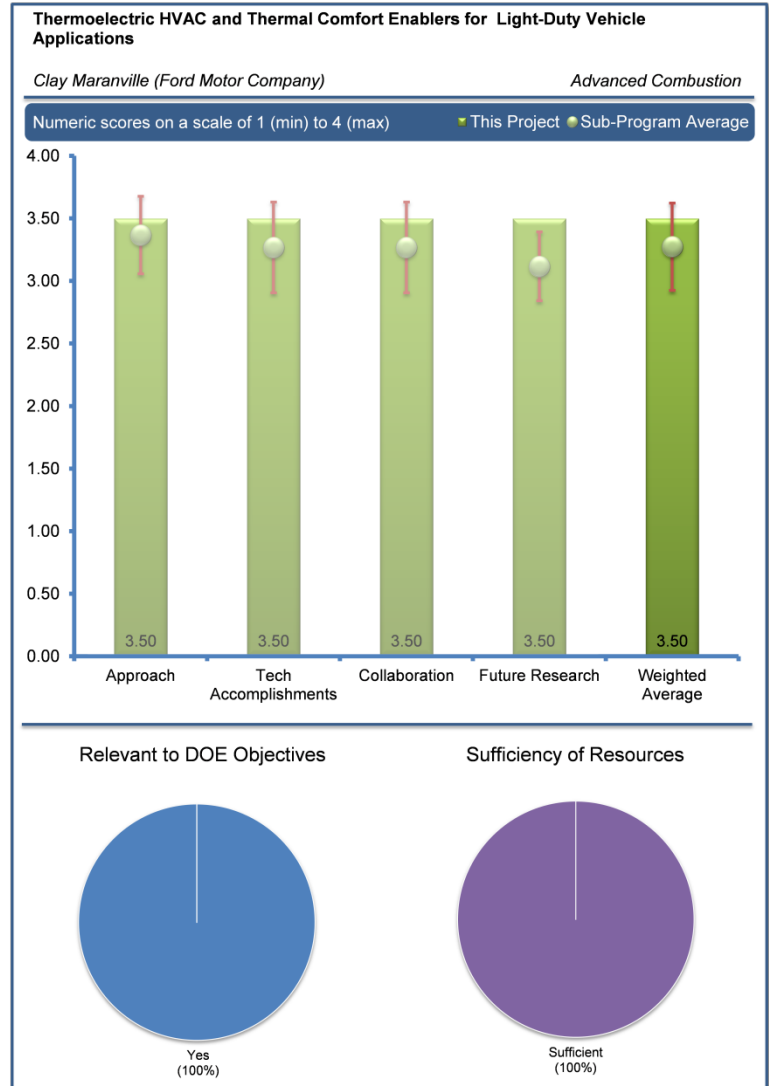 Thermoelectric HVAC and Thermal Comfort Enablers for Light-Duty Vehicle
Applications
Clay Maranville (Ford Motor Company) Advanced Combustion
Numeric scores on a scale of 1 (min) to 4 (max) This Project Sub-Program Average
4.00
3.50
3.00
2.50
2.00
1.50
1.00
0.50
0.00
3.50 3.50 3.50 3.50 3.50
Approach Tech Accomplishments Collaboration Future Research Weighted Average
Relevant to DOE Objectives Sufficiency of Resources
Yes
(100%)
Sufficient
(100%)